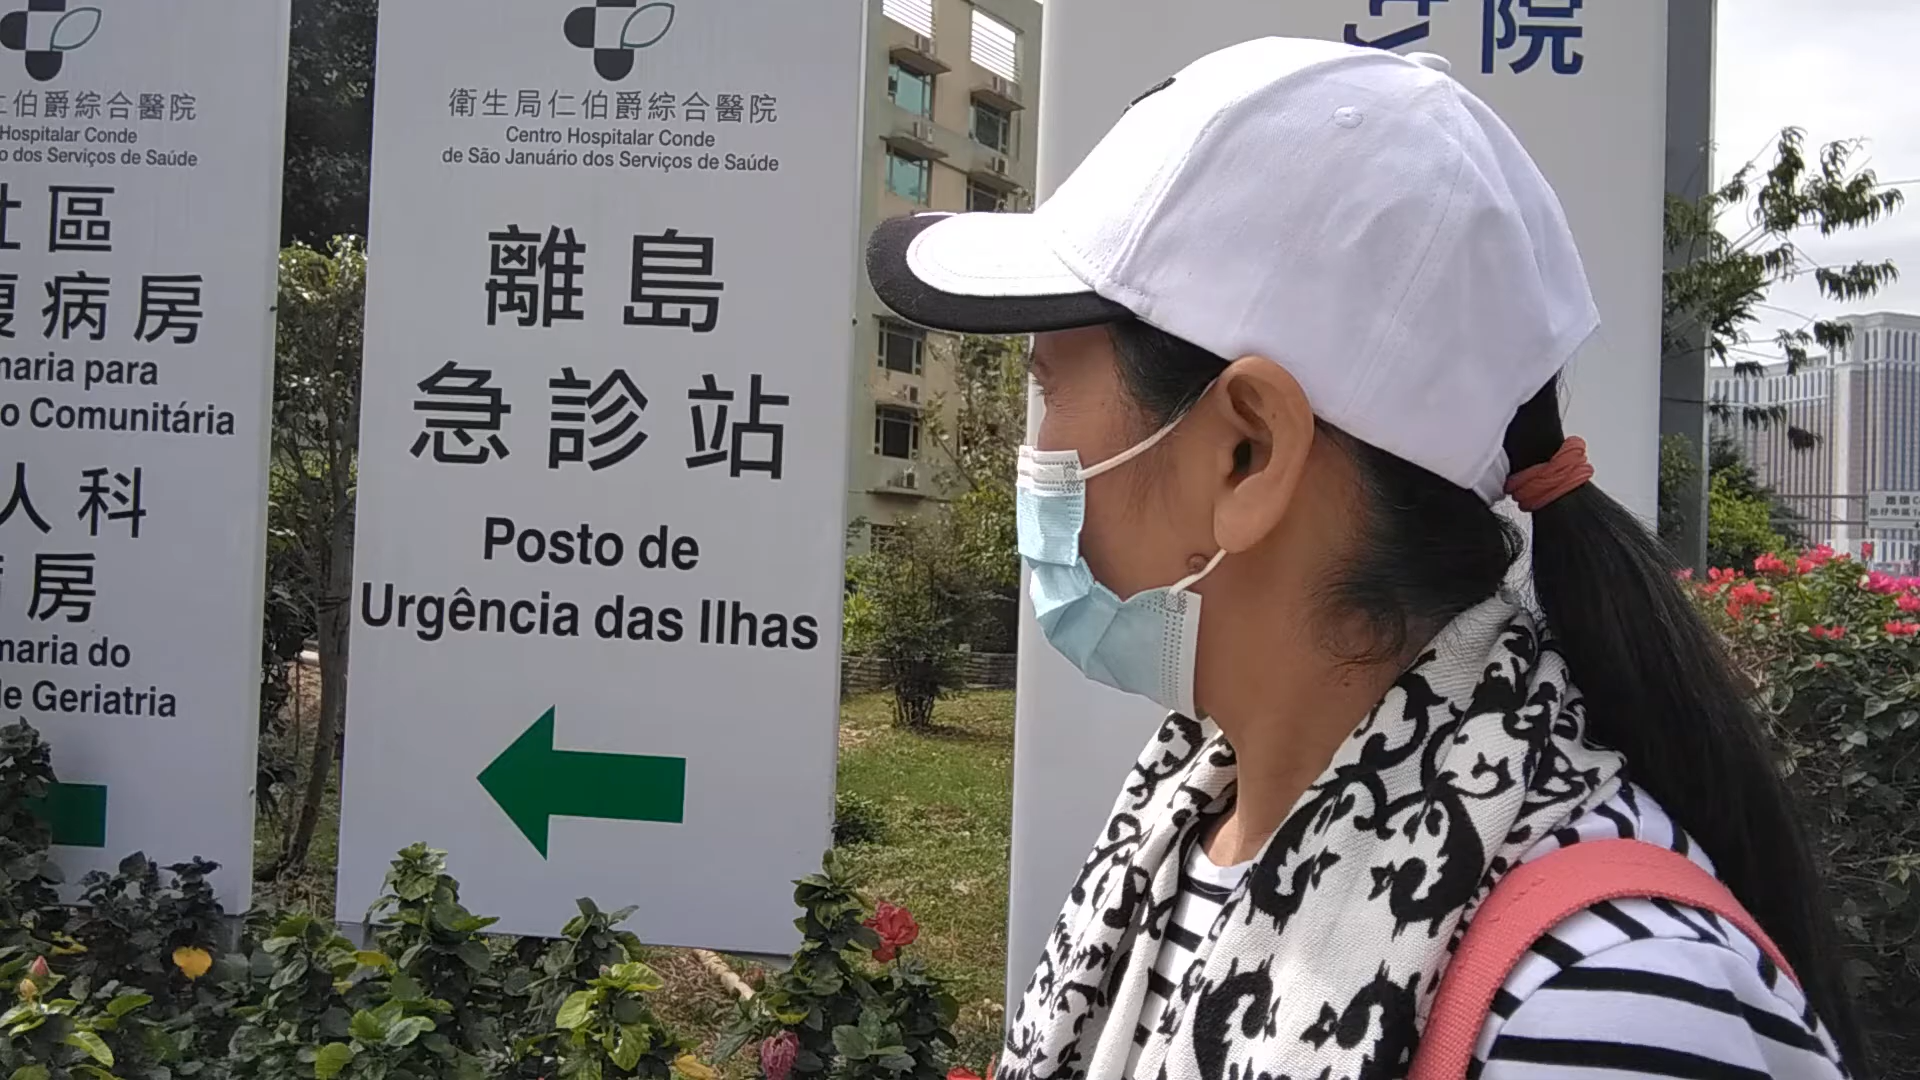 仁伯爵綜合醫院
Hospitalar Conde
o dos Serviços de Saúde
社區
復病房
maria para
o Comunitária
人科
病房
maria do
de Geriatria
衛生局仁伯爵綜合醫院
Centro Hospitalar Conde
de São Januário dos Serviços de Saúde
離島
急診站
Posto de
Urgência das Ilhas
院